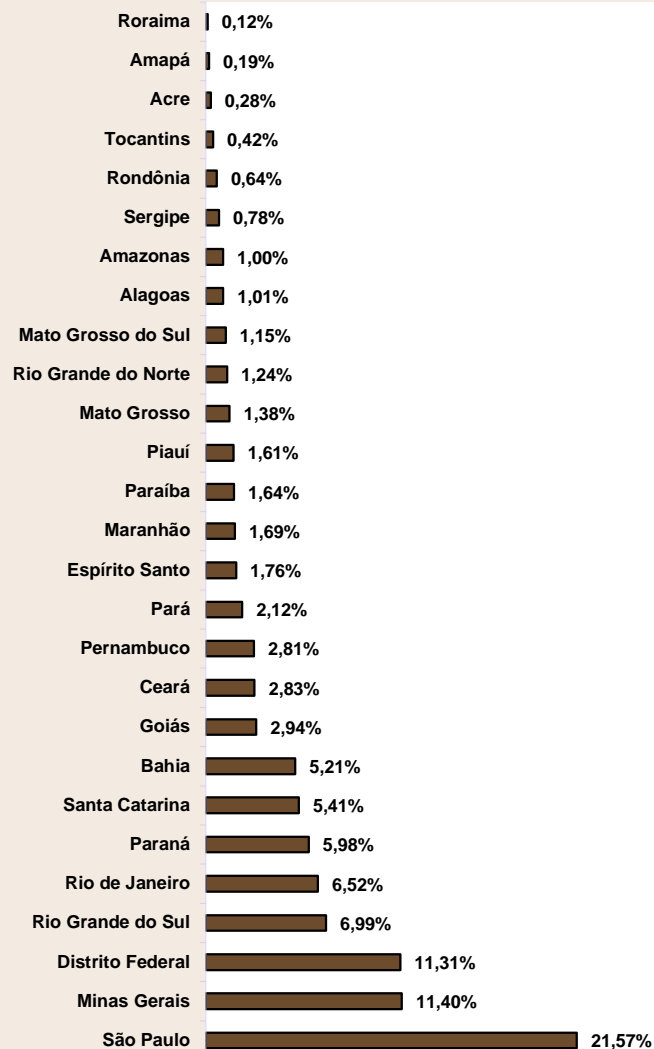 Roraima 0,12%
Amapá 0,19%
Acre 0,28%
Tocantins 0,42%
Rondônia 0,64%
Sergipe 0,78%
Amazonas 1,00%
Alagoas 1,01%
Mato Grosso do Sul 1,15%
Rio Grande do Norte 1,24%
Mato Grosso 1,38%
Piauí 1,61%
Paraíba 1,64%
Maranhão 1,69%
Espírito Santo 1,76%
Pará 2,12%
Pernambuco 2,81%
Ceará 2,83%
Goiás 2,94%
Bahia 5,21%
Santa Catarina 5,41%
Paraná 5,98%
Rio de Janeiro 6,52%
Rio Grande do Sul 6,99%
Distrito Federal 11,31%
Minas Gerais 11,40%
São Paulo 21,57%